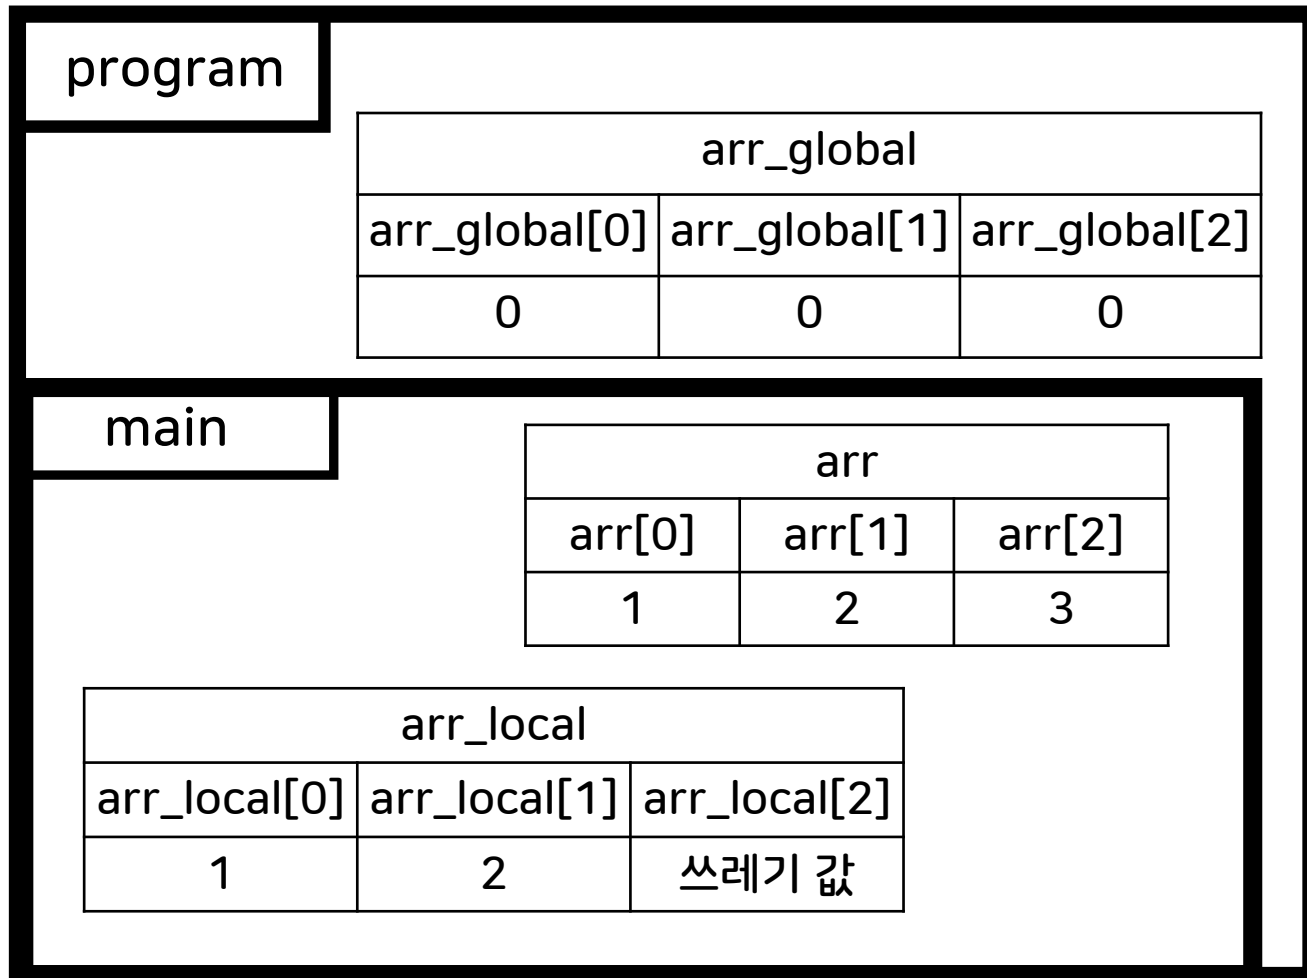 program
arr_global
arr_global[0] arr_global[1] arr_global[2]
0 0 0
main
arr
arr[0] arr[1] arr[2]
1 2 3
arr_local
arr_local[0] arr_local[1] arr_local[2]
1 2 쓰레기 값